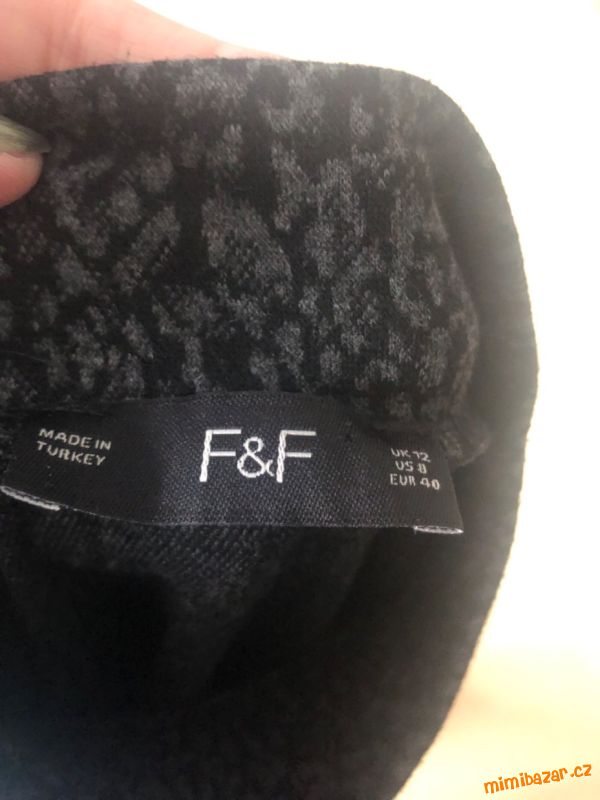 MADE IN
TURKEY
F&F
UK 12
US 8
EUR 40
mimibazar.cz